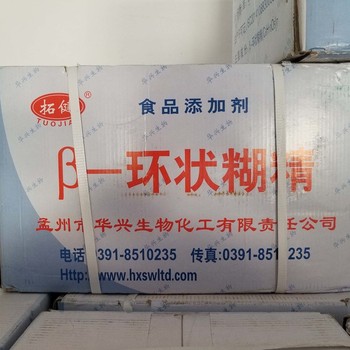 拓健®
TUOJIAN
食品添加剂
β—环状糊精
孟州市华兴生物化工有限责任公司
电话:0391-8510235 传真:0391-8510235
Http://www.hxswltd.com